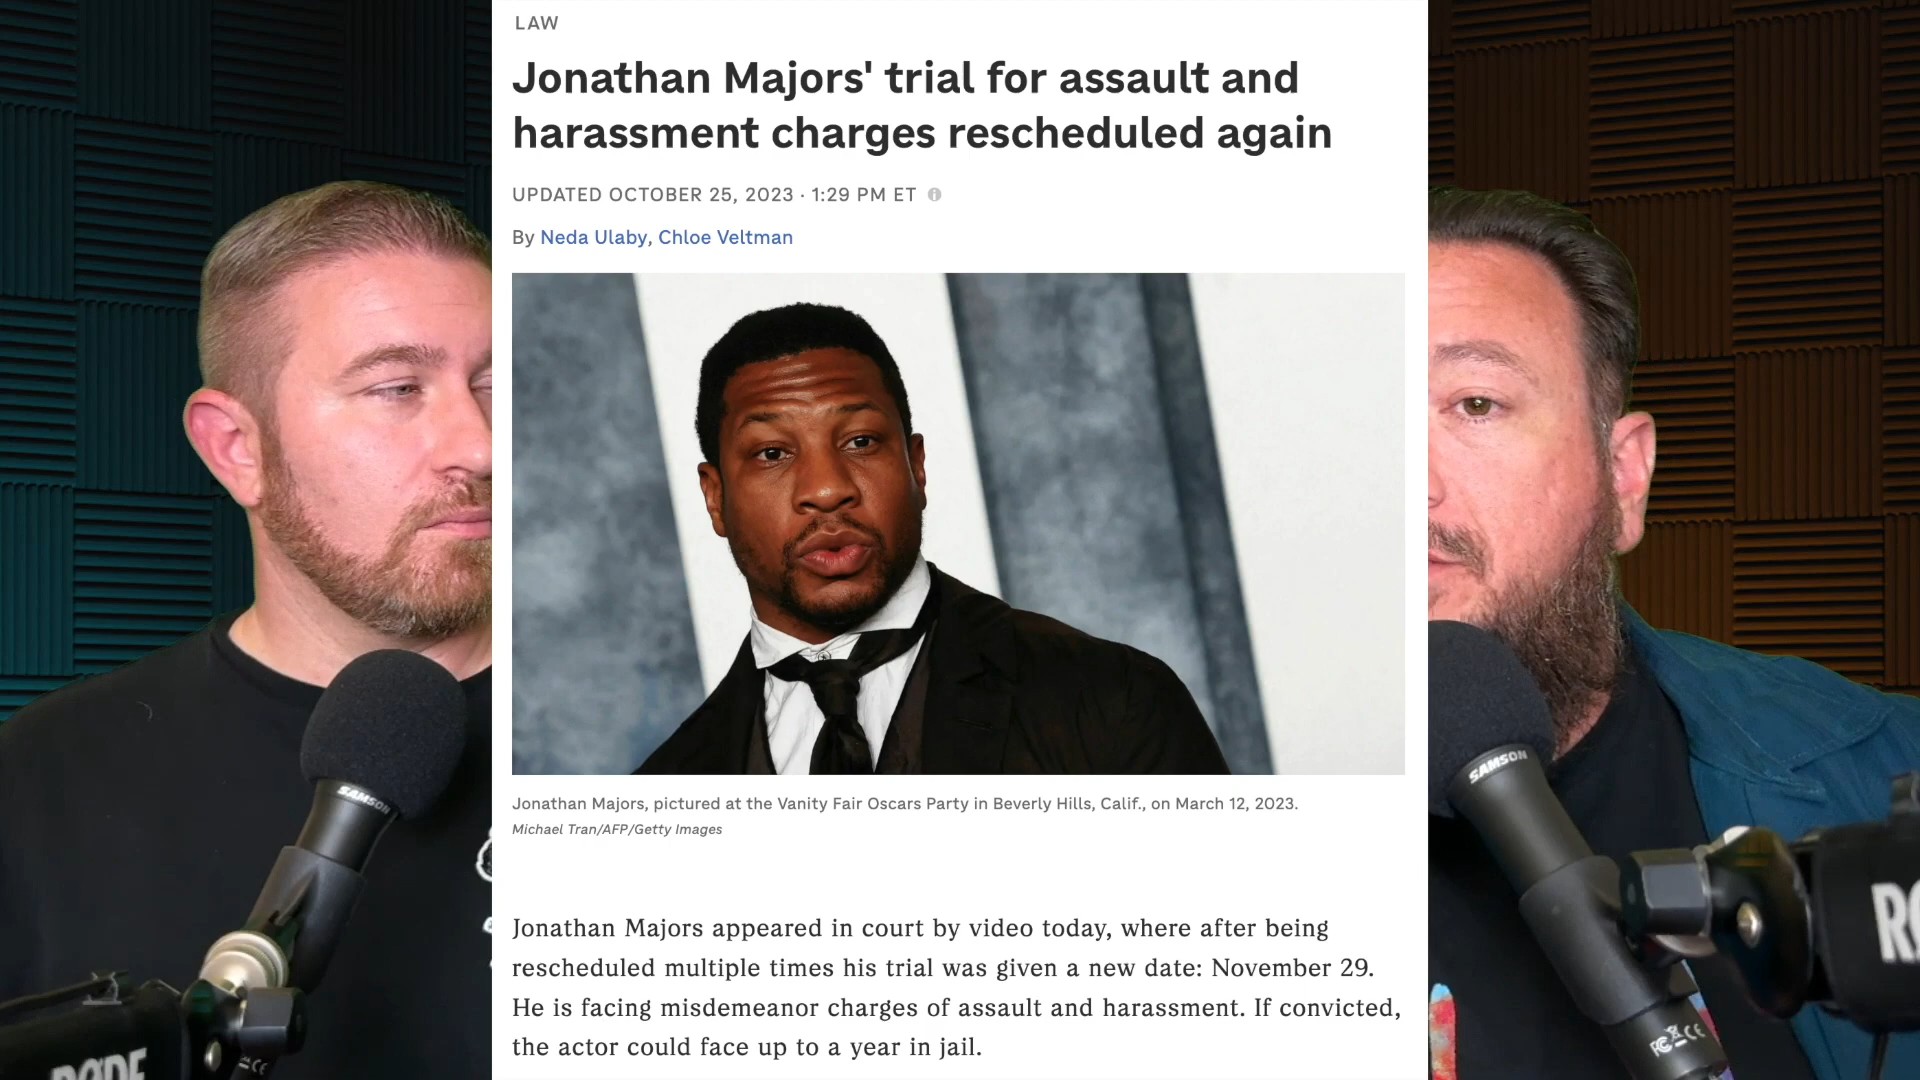 LAW
Jonathan Majors' trial for assault and
harassment charges rescheduled again
UPDATED OCTOBER 25, 2023 · 1:29 PM ET
By Neda Ulaby, Chloe Veltman
Jonathan Majors, pictured at the Vanity Fair Oscars Party in Beverly Hills, Calif., on March 12, 2023.
Michael Tran/AFP/Getty Images
Jonathan Majors appeared in court by video today, where after being
rescheduled multiple times his trial was given a new date: November 29.
He is facing misdemeanor charges of assault and harassment. If convicted,
the actor could face up to a year in jail.
SAMSON
RØDE
SAMSON
FC CE